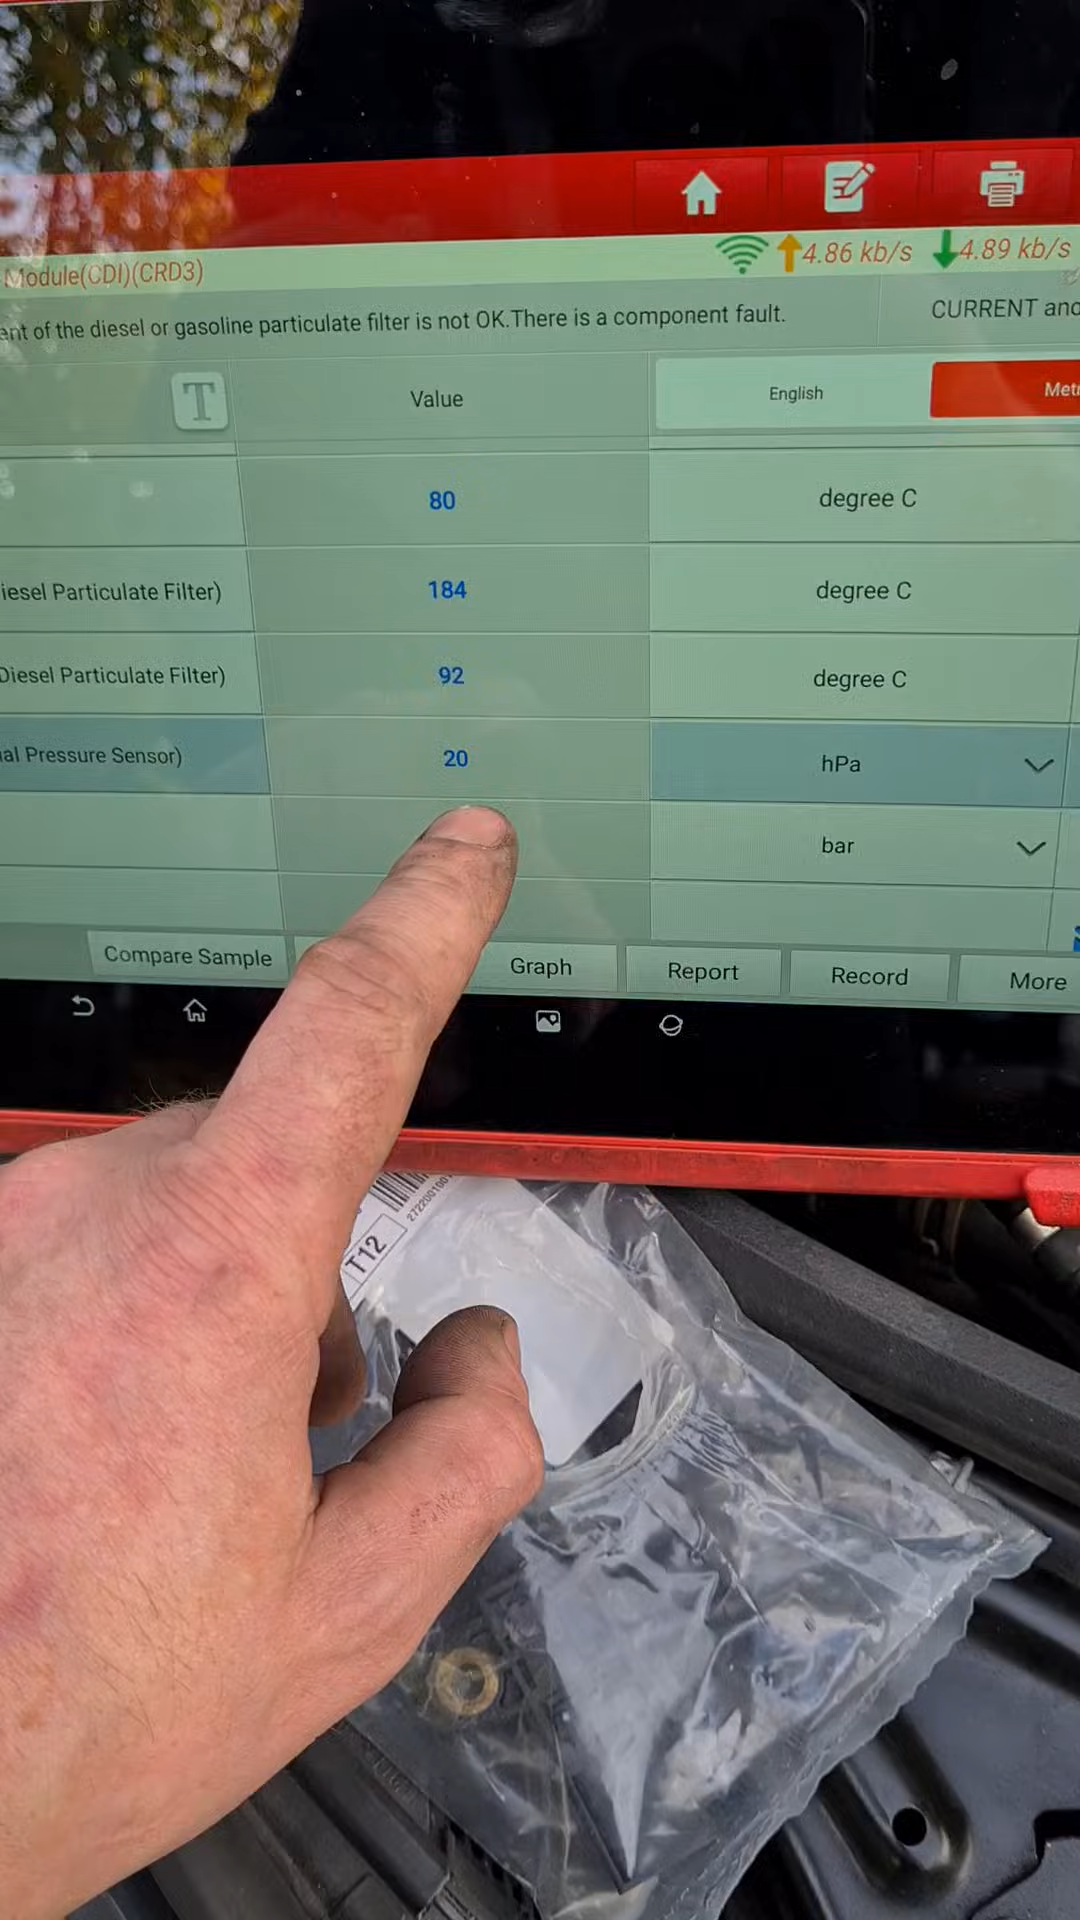 4.86 kb/s 4.89 kb/s
Module(CDI)(CRD3)
ent of the diesel or gasoline particulate filter is not OK.There is a component fault. CURRENT and
T Value English Metr
80 degree C
iesel Particulate Filter) 184 degree C
Diesel Particulate Filter) 92 degree C
al Pressure Sensor) 20 hPa
bar
Compare Sample Graph Report Record More
T12